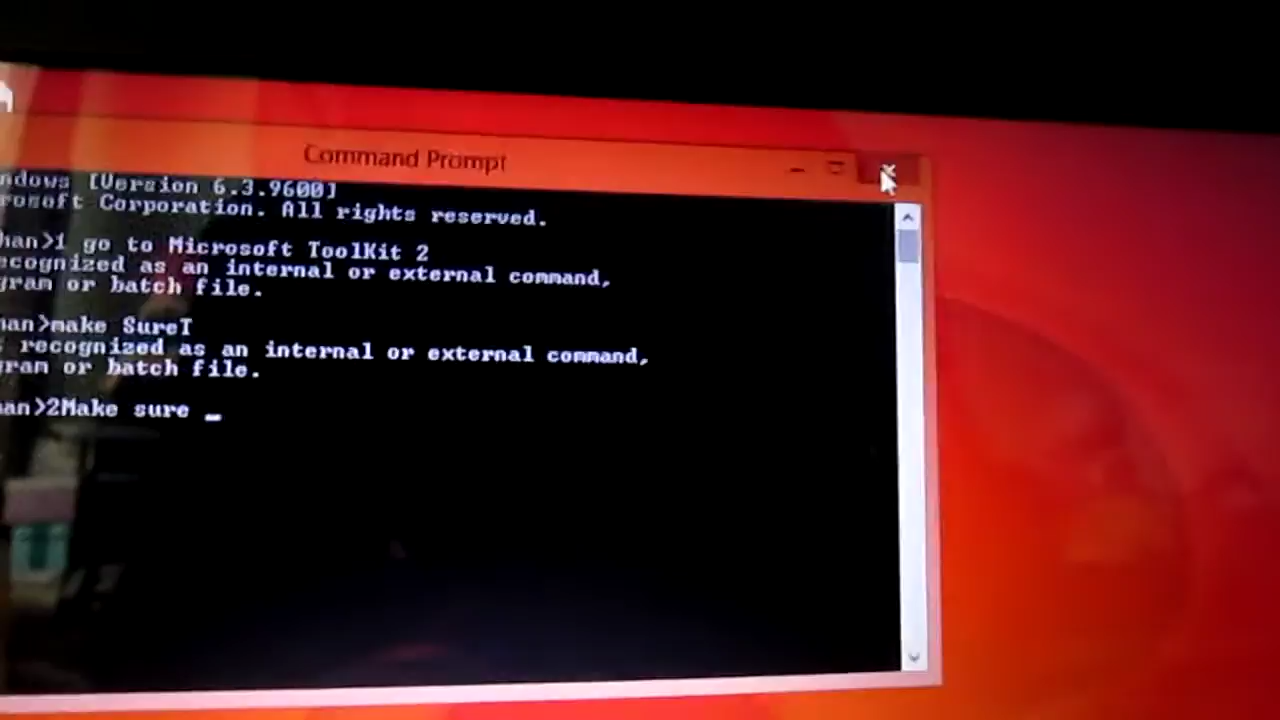 Command Prompt
ndows [Version 6.3.9600]
rosoft Corporation. All rights reserved.
han>1 go to Microsoft ToolKit 2
ecognized as an internal or external command,
gram or batch file.
han>make SureT
recognized as an internal or external command,
gram or batch file.
han>2Make sure _